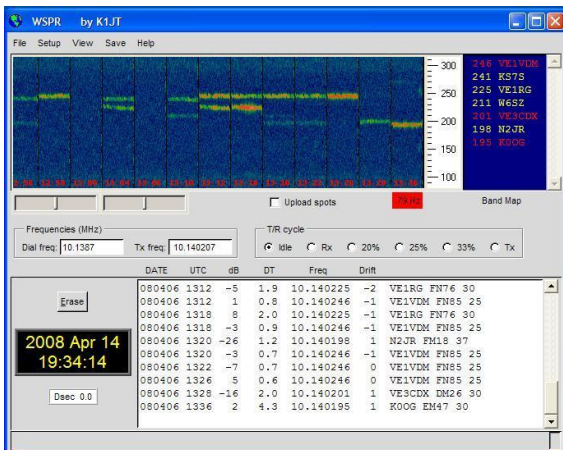 WSPR by K1JT
File Setup View Save Help
300
250
200
150
100
246 VE1VDM
241 KS7S
225 VE1RG
211 W6SZ
201 VE3CDX
198 N2JR
195 K0OG
Upload spots
Band Map
Frequencies (MHz)
Dial freq: 10.1387 Tx freq: 10.140207
T/R cycle
Idle Rx 20% 25% 33% Tx
DATE UTC dB DT Freq Drift
Erase
2008 Apr 14
19:34:14
Dsec 0.0
080406 1312 -5 1.9 10.140225 -2 VE1RG FN76 30
080406 1312 1 0.8 10.140246 -1 VE1VDM FN85 25
080406 1318 8 2.0 10.140225 -1 VE1RG FN76 30
080406 1318 -3 0.9 10.140246 -1 VE1VDM FN85 25
080406 1320 -26 1.2 10.140198 1 N2JR FM18 37
080406 1320 -3 0.7 10.140246 -1 VE1VDM FN85 25
080406 1322 -7 0.7 10.140246 0 VE1VDM FN85 25
080406 1326 5 0.6 10.140246 0 VE1VDM FN85 25
080406 1328 -16 2.0 10.140201 1 VE3CDX DM26 30
080406 1336 2 4.3 10.140195 1 K0OG EM47 30